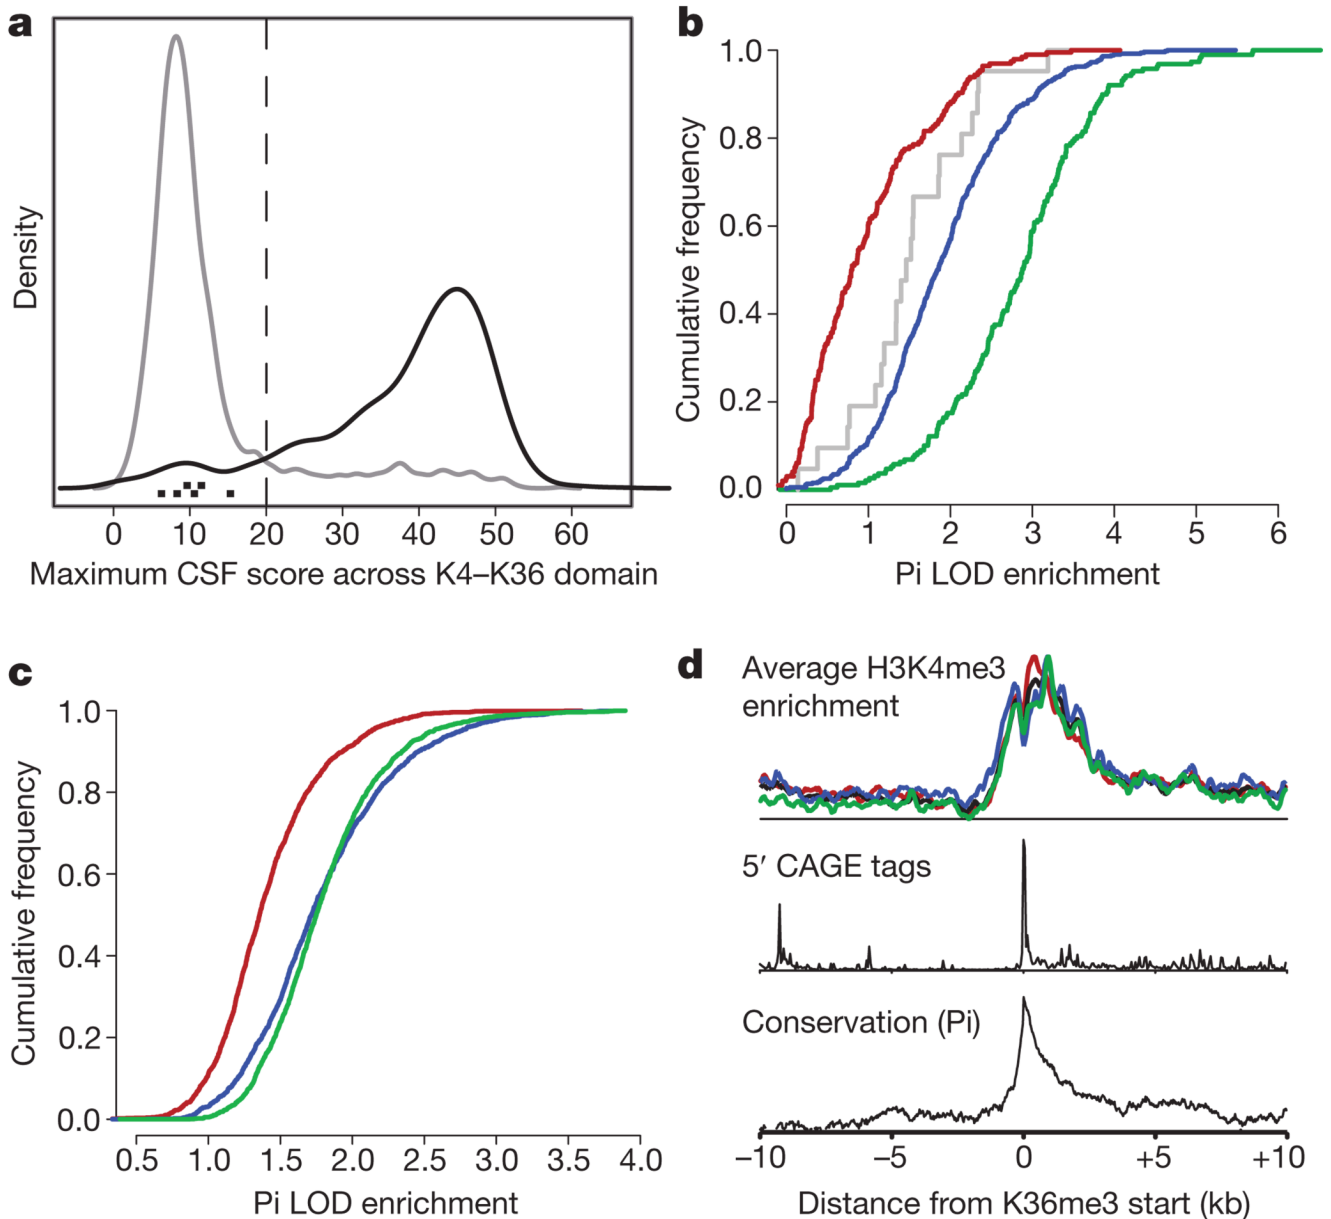 a
Density
0 10 20 30 40 50 60
Maximum CSF score across K4–K36 domain
b
Cumulative frequency
1.0
0.8
0.6
0.4
0.2
0.0
0 1 2 3 4 5 6
Pi LOD enrichment
c
Cumulative frequency
1.0
0.8
0.6
0.4
0.2
0.0
0.5 1.0 1.5 2.0 2.5 3.0 3.5 4.0
Pi LOD enrichment
d
Average H3K4me3
enrichment
5′ CAGE tags
Conservation (Pi)
−10 −5 0 +5 +10
Distance from K36me3 start (kb)